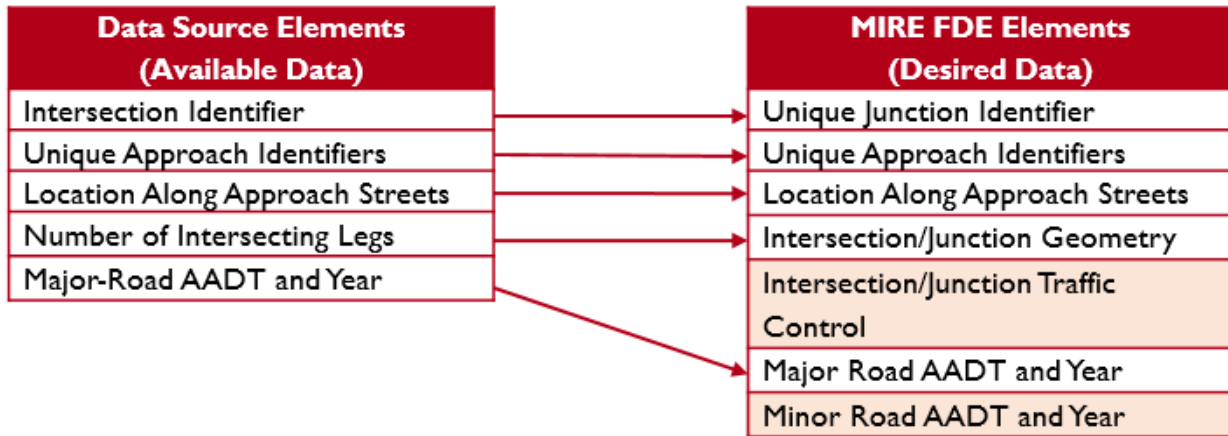 Data Source Elements
(Available Data)
Intersection Identifier
Unique Approach Identifiers
Location Along Approach Streets
Number of Intersecting Legs
Major-Road AADT and Year
MIRE FDE Elements
(Desired Data)
Unique Junction Identifier
Unique Approach Identifiers
Location Along Approach Streets
Intersection/Junction Geometry
Intersection/Junction Traffic
Control
Major Road AADT and Year
Minor Road AADT and Year